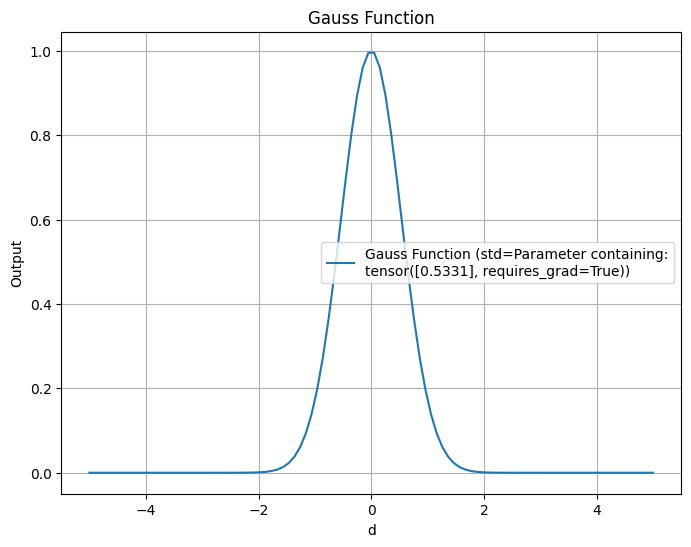 Gauss Function
1.0
0.8
0.6
0.4
0.2
0.0
Output
Gauss Function (std=Parameter containing:
tensor([0.5331], requires_grad=True))
−4
−2
0
2
4
d